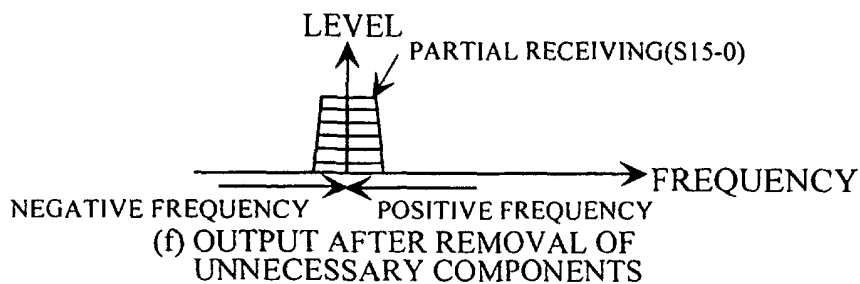 LEVEL
PARTIAL RECEIVING(S15-0)
FREQUENCY
NEGATIVE FREQUENCY
POSITIVE FREQUENCY
(f) OUTPUT AFTER REMOVAL OF
UNNECESSARY COMPONENTS